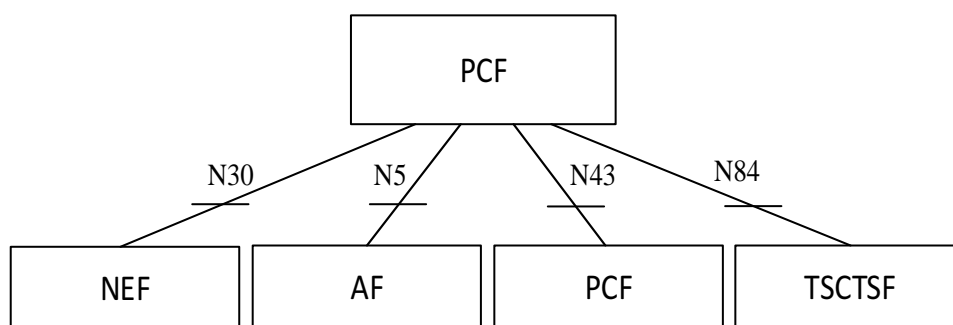 PCF
N30
N5
N43
N84
NEF
AF
PCF
TSCTSF